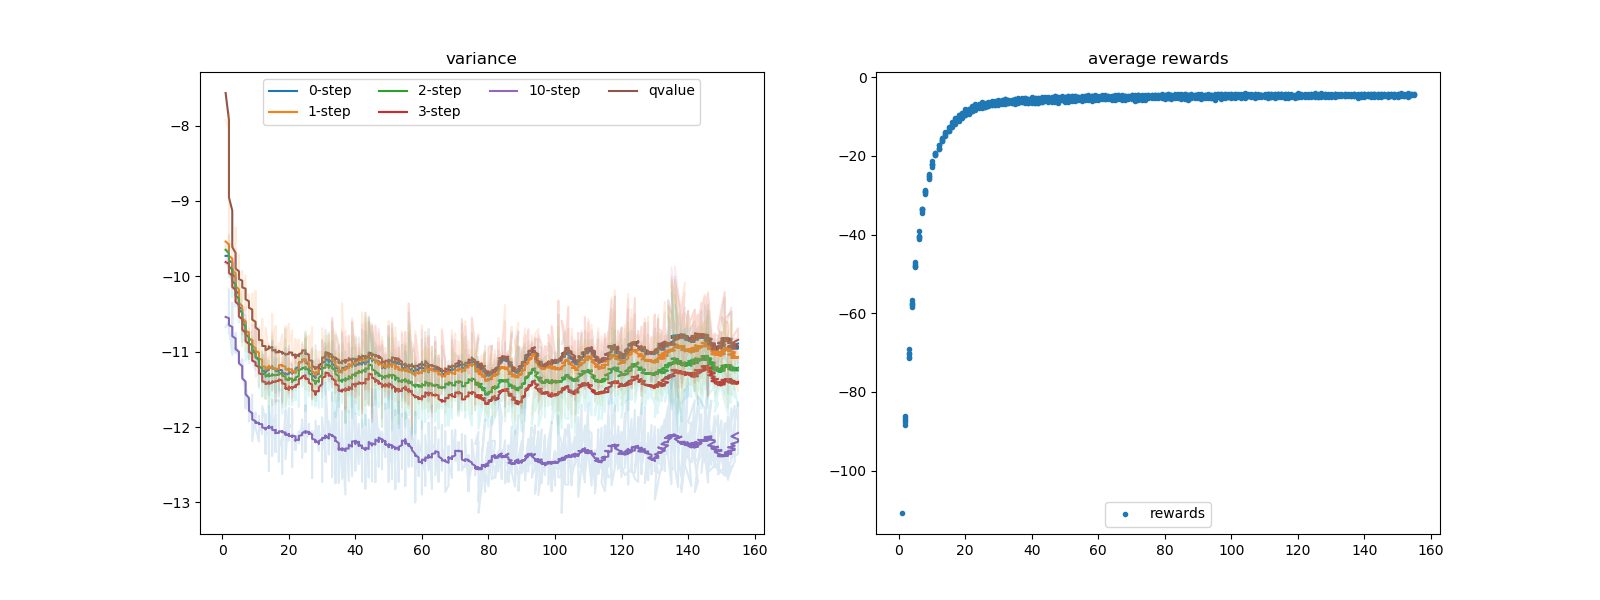 variance
0-step 2-step 10-step qvalue
1-step 3-step
−8
−9
−10
−11
−12
−13
0 20 40 60 80 100 120 140 160
average rewards
0
−20
−40
−60
−80
−100
rewards
0 20 40 60 80 100 120 140 160